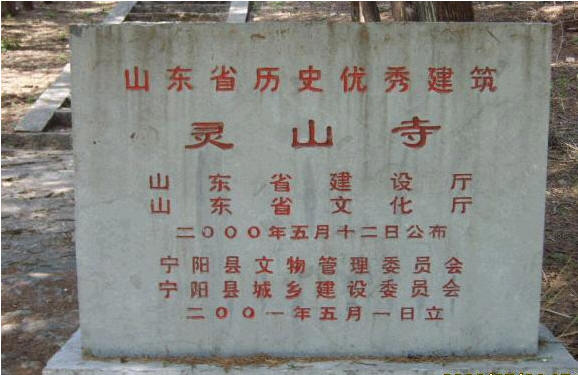 山东省历史优秀建筑
灵山寺
山东省建设厅
山东省文化厅
二〇〇〇年五月十二日公布
宁阳县文物管理委员会
宁阳县城乡建设委员会
二〇〇一年五月一日立